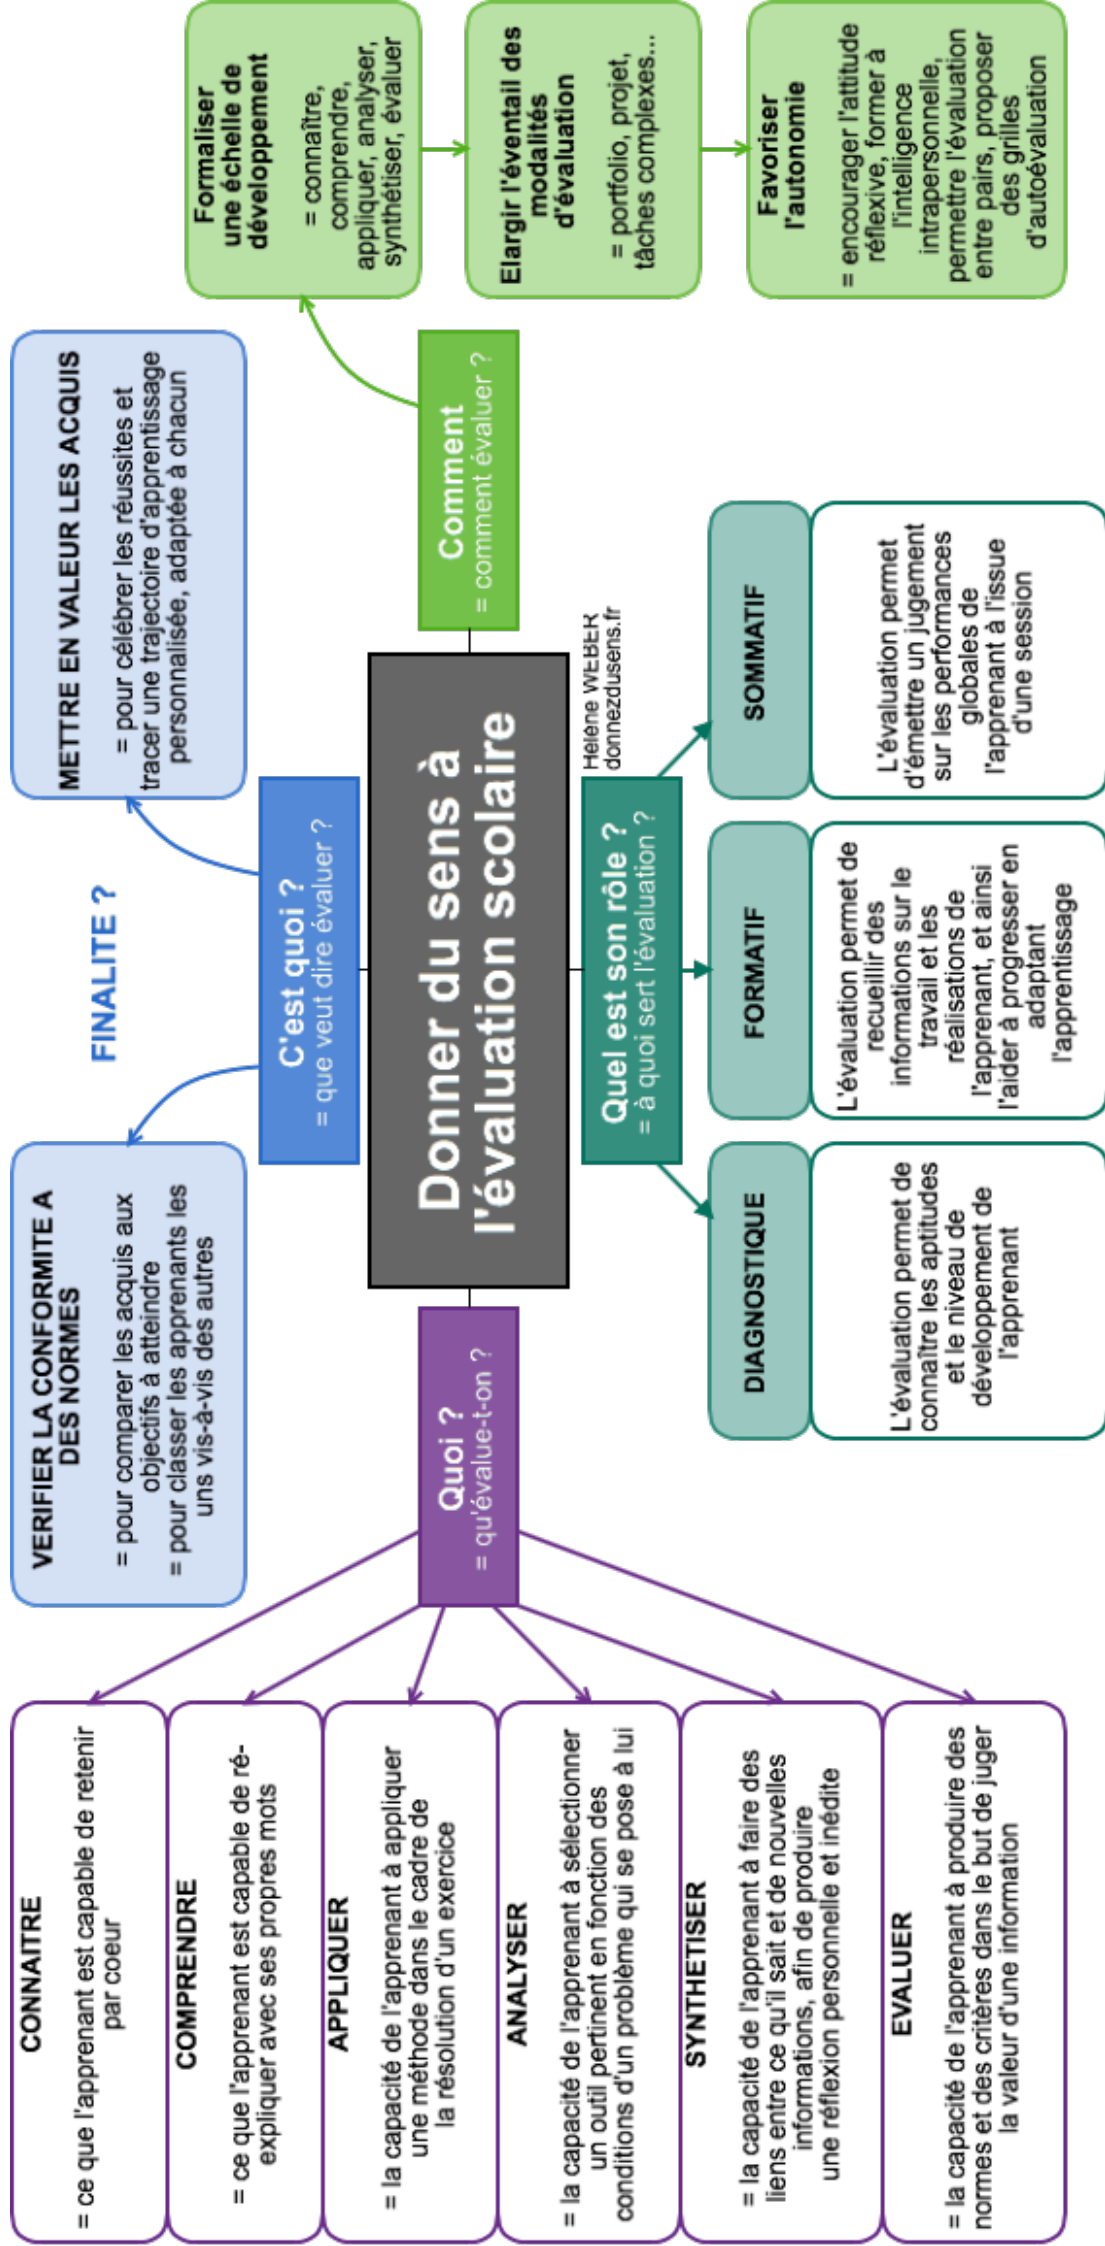 CONNAITRE
= ce que l'apprenant est capable de retenir
par coeur
COMPRENDRE
= ce que l'apprenant est capable de ré-
expliquer avec ses propres mots
APPLIQUER
= la capacité de l'apprenant à appliquer
une méthode dans le cadre de
la résolution d'un exercice
ANALYSER
= la capacité de l'apprenant à sélectionner
un outil pertinent en fonction des
conditions d'un problème qui se pose à lui
SYNTHETISER
= la capacité de l'apprenant à faire des
liens entre ce qu'il sait et de nouvelles
informations, afin de produire
une réflexion personnelle et inédite
EVALUER
= la capacité de l'apprenant à produire des
normes et des critères dans le but de juger
la valeur d'une information
Quoi ?
= qu'évalue-t-on ?
VERIFIER LA CONFORMITE A
DES NORMES
= pour comparer les acquis aux
objectifs à atteindre
= pour classer les apprenants les
uns vis-à-vis des autres
FINALITE ?
METTRE EN VALEUR LES ACQUIS
= pour célébrer les réussites et
tracer une trajectoire d'apprentissage
personnalisée, adaptée à chacun
C'est quoi ?
= que veut dire évaluer ?
Donner du sens à
l'évaluation scolaire
Hélène WEBER
donnezdusens.fr
Quel est son rôle ?
= à quoi sert l'évaluation ?
DIAGNOSTIQUE
L'évaluation permet de
connaître les aptitudes
et le niveau de
développement de
l'apprenant
FORMATIF
L'évaluation permet de
recueillir des
informations sur le
travail et les
réalisations de
l'apprenant, et ainsi
l'aider à progresser en
adaptant
l'apprentissage
SOMMATIF
L'évaluation permet
d'émettre un jugement
sur les performances
globales de
l'apprenant à l'issue
d'une session
Comment
= comment évaluer ?
Formaliser
une échelle de
développement
= connaître,
comprendre,
appliquer, analyser,
synthétiser, évaluer
Elargir l'éventail des
modalités
d'évaluation
= portfolio, projet,
tâches complexes...
Favoriser
l'autonomie
= encourager l'attitude
réflexive, former à
l'intelligence
intrapersonnelle,
permettre l'évaluation
entre pairs, proposer
des grilles
d'autoévaluation